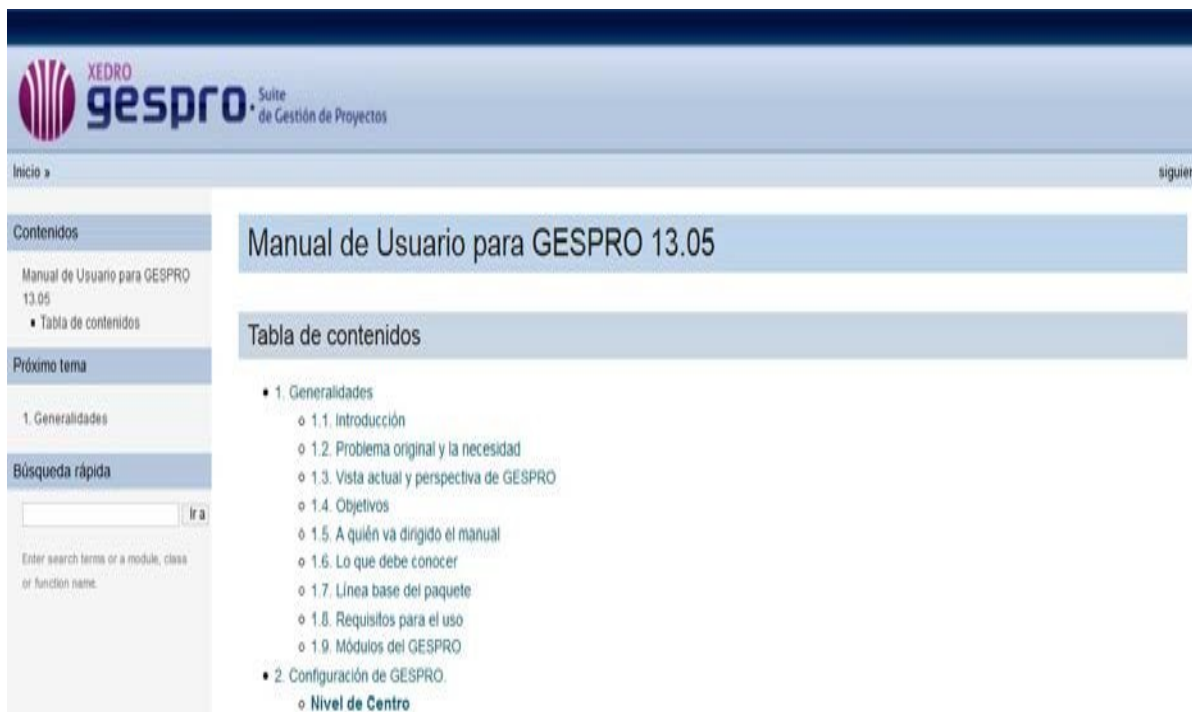 XEDRO
gespro. Suite
de Gestión de Proyectos
Inicio »
siguien
Contenidos
Manual de Usuario para GESPRO
13.05
▪ Tabla de contenidos
Próximo tema
1. Generalidades
Búsqueda rápida
Ir a
Enter search terms or a module, class
or function name.
Manual de Usuario para GESPRO 13.05
Tabla de contenidos
• 1. Generalidades
o 1.1. Introducción
o 1.2. Problema original y la necesidad
o 1.3. Vista actual y perspectiva de GESPRO
o 1.4. Objetivos
o 1.5. A quién va dirigido el manual
o 1.6. Lo que debe conocer
o 1.7. Línea base del paquete
o 1.8. Requisitos para el uso
o 1.9. Módulos del GESPRO
• 2. Configuración de GESPRO.
o Nivel de Centro